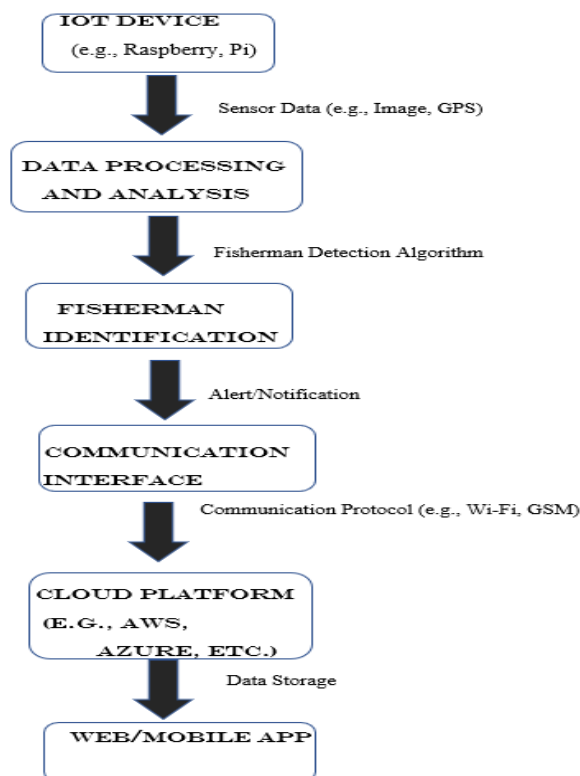 IOT DEVICE
(e.g., Raspberry, Pi)
Sensor Data (e.g., Image, GPS)
DATA PROCESSING
AND ANALYSIS
Fisherman Detection Algorithm
FISHERMAN
IDENTIFICATION
Alert/Notification
COMMUNICATION
INTERFACE
Communication Protocol (e.g., Wi-Fi, GSM)
CLOUD PLATFORM
(E.G., AWS,
AZURE, ETC.)
Data Storage
WEB/MOBILE APP